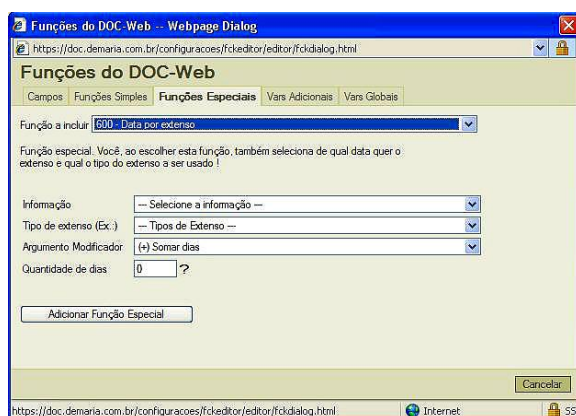 Funções do DOC-Web -- Webpage Dialog
https://doc.demaria.com.br/configuracoes/fckeditor/editor/fckdialog.html
Funções do DOC-Web
Campos Funções Simples Funções Especiais Vars Adicionais Vars Globais
Função a incluir 600 - Data por extenso
Função especial. Você, ao escolher esta função, também seleciona de qual data quer o
extenso e qual o tipo do extenso a ser usado !
Informação --- Selecione a informação ---
Tipo de extenso (Ex.:) --- Tipos de Extenso ---
Argumento Modificador (+) Somar dias
Quantidade de dias 0 ?
Adicionar Função Especial
Cancelar
https://doc.demaria.com.br/configuracoes/fckeditor/editor/fckdialog.html Internet SS